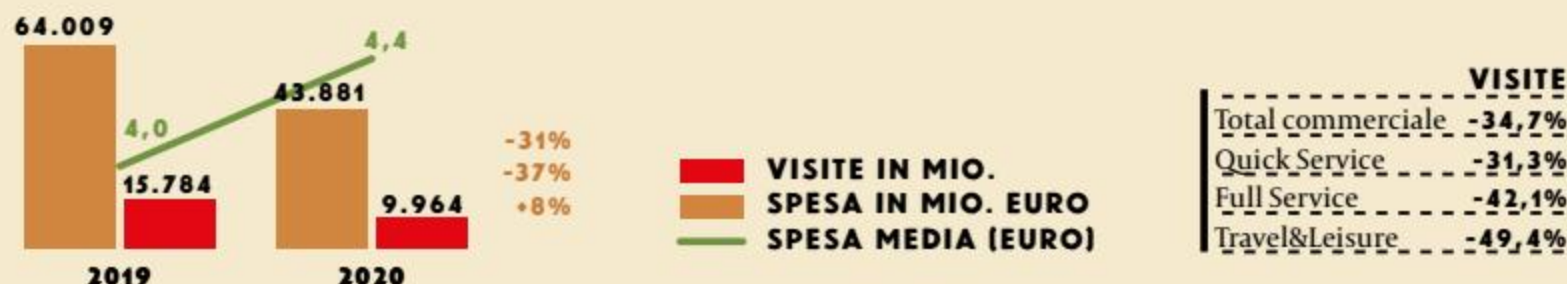 64.009
4,0
15.784
2019
4,4
43.881
9.964
2020
-31%
-37%
+8%
VISITE IN MIO.
SPESA IN MIO. EURO
SPESA MEDIA (EURO)
VISITE
Total commerciale -34,7%
Quick Service -31,3%
Full Service -42,1%
Travel&Leisure -49,4%